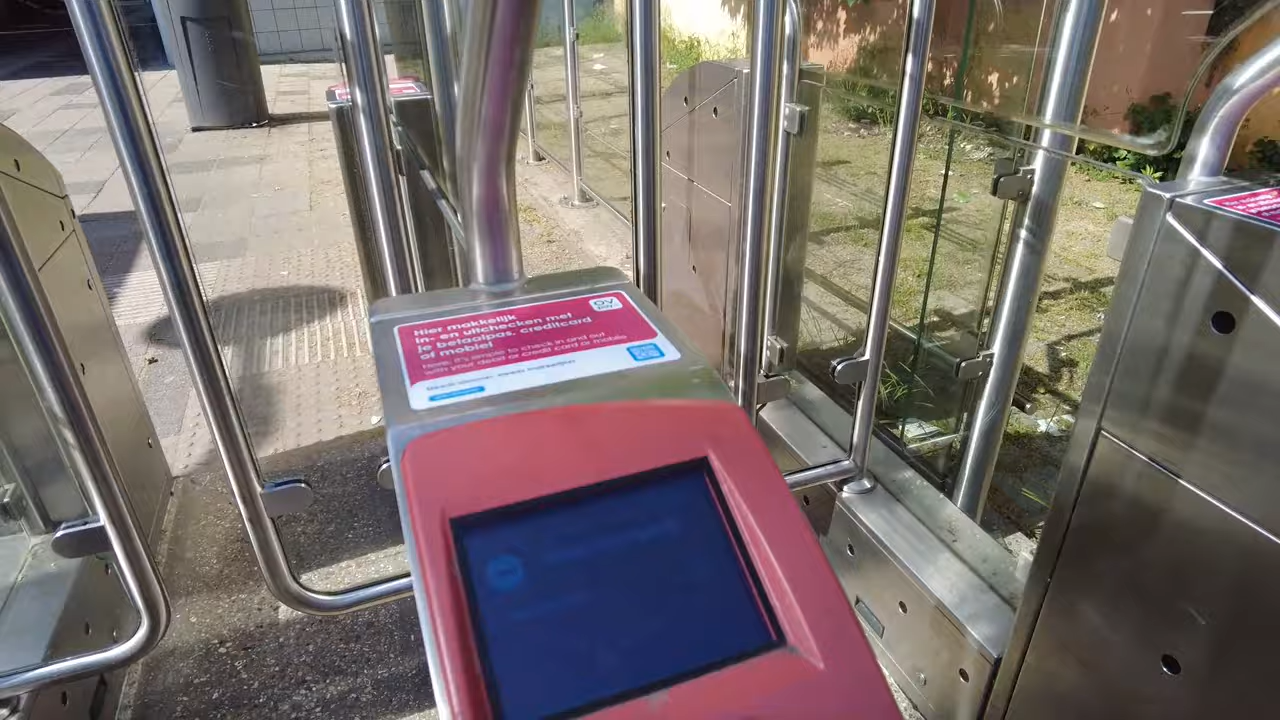 OV
pay
Hier makkelijk
in- en uitchecken met
je betaalpas, creditcard
of mobiel
Here, it's simple to check in and out
with your debit or credit card or mobile